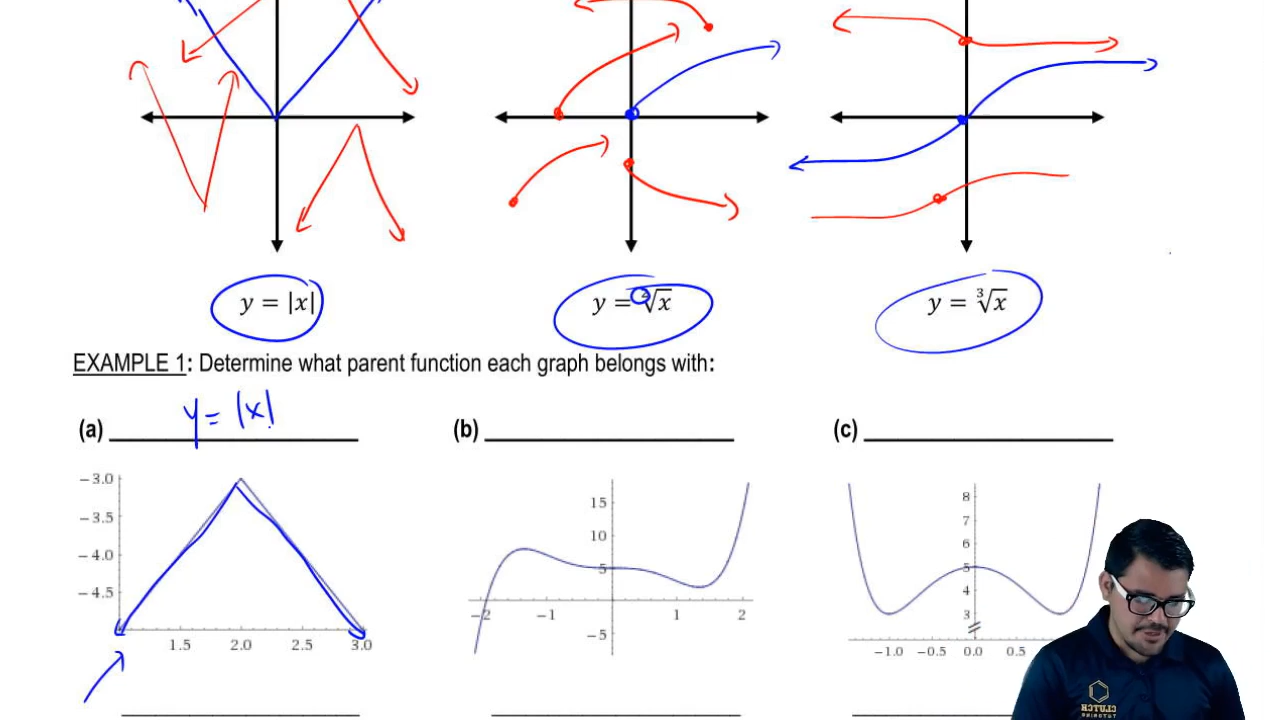 y = |x|
y = ²√x
y = ³√x
EXAMPLE 1: Determine what parent function each graph belongs with:
y = |x|
(a) (b) (c)
−3.0
−3.5
−4.0
−4.5
1.5 2.0 3.0
15
10
5
−5
−2 −1 1 2
8
7
6
5
4
3
−1.0 −0.5 0.0 0.5
CLUTCH